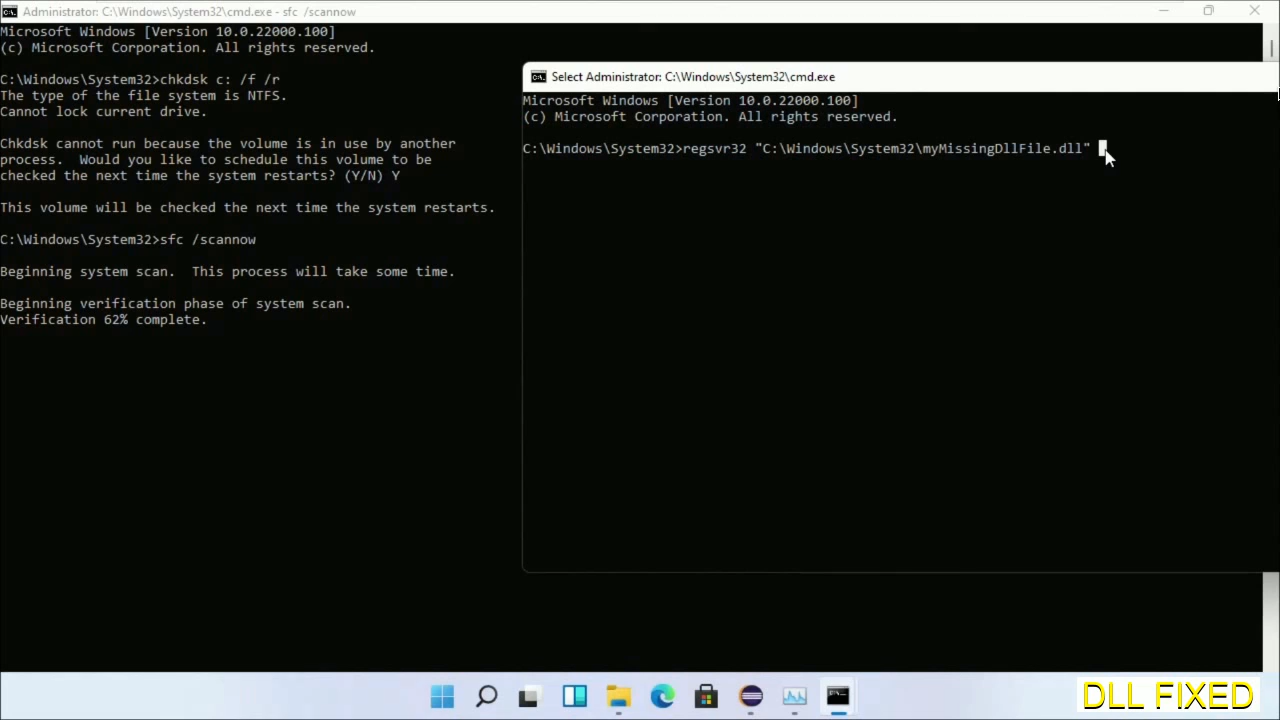 Administrator: C:\Windows\System32\cmd.exe - sfc /scannow
Microsoft Windows [Version 10.0.22000.100]
(c) Microsoft Corporation. All rights reserved.
C:\Windows\System32>chkdsk c: /f /r
The type of the file system is NTFS.
Cannot lock current drive.
Chkdsk cannot run because the volume is in use by another
process.  Would you like to schedule this volume to be
checked the next time the system restarts? (Y/N) Y
This volume will be checked the next time the system restarts.
C:\Windows\System32>sfc /scannow
Beginning system scan.  This process will take some time.
Beginning verification phase of system scan.
Verification 62% complete.
Select Administrator: C:\Windows\System32\cmd.exe
Microsoft Windows [Version 10.0.22000.100]
(c) Microsoft Corporation. All rights reserved.
C:\Windows\System32>regsvr32 "C:\Windows\System32\myMissingDllFile.dll"
DLL FIXED